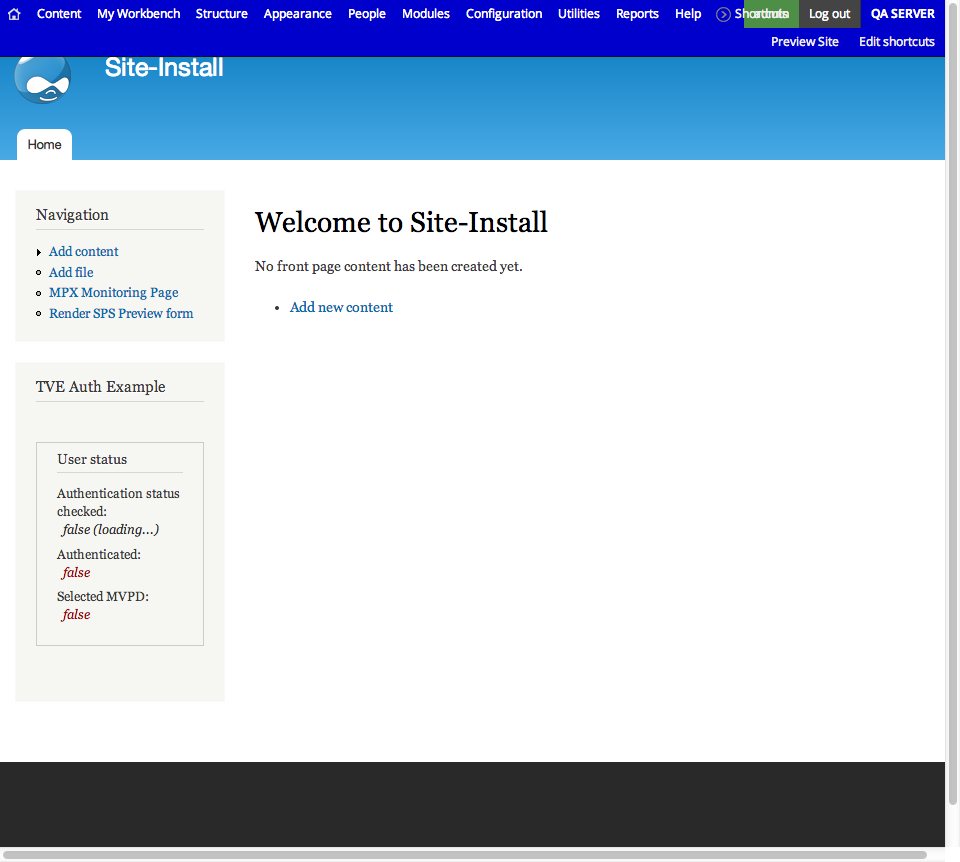 Content My Workbench Structure Appearance People Modules Configuration Utilities Reports Help Shortcuts Log out QA SERVER
Preview Site Edit shortcuts
Site-Install
Home
Navigation
Add content
Add file
MPX Monitoring Page
Render SPS Preview form
Welcome to Site-Install
No front page content has been created yet.
Add new content
TVE Auth Example
User status
Authentication status
checked:
false (loading...)
Authenticated:
false
Selected MVPD:
false